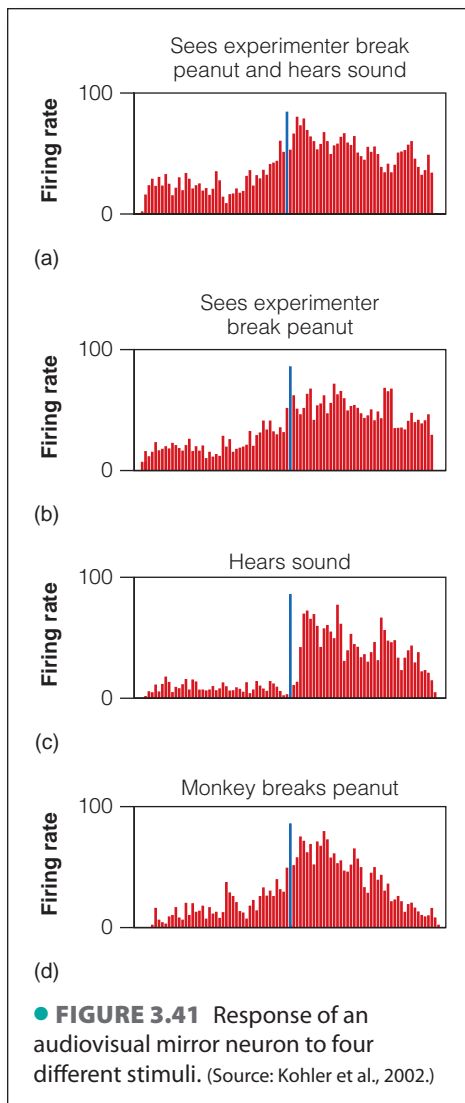 Sees experimenter break
peanut and hears sound
100
Firing rate
0
(a)
Sees experimenter
break peanut
100
Firing rate
0
(b)
Hears sound
100
Firing rate
0
(c)
Monkey breaks peanut
100
Firing rate
0
(d)
● FIGURE 3.41 Response of an
audiovisual mirror neuron to four
different stimuli. (Source: Kohler et al., 2002.)